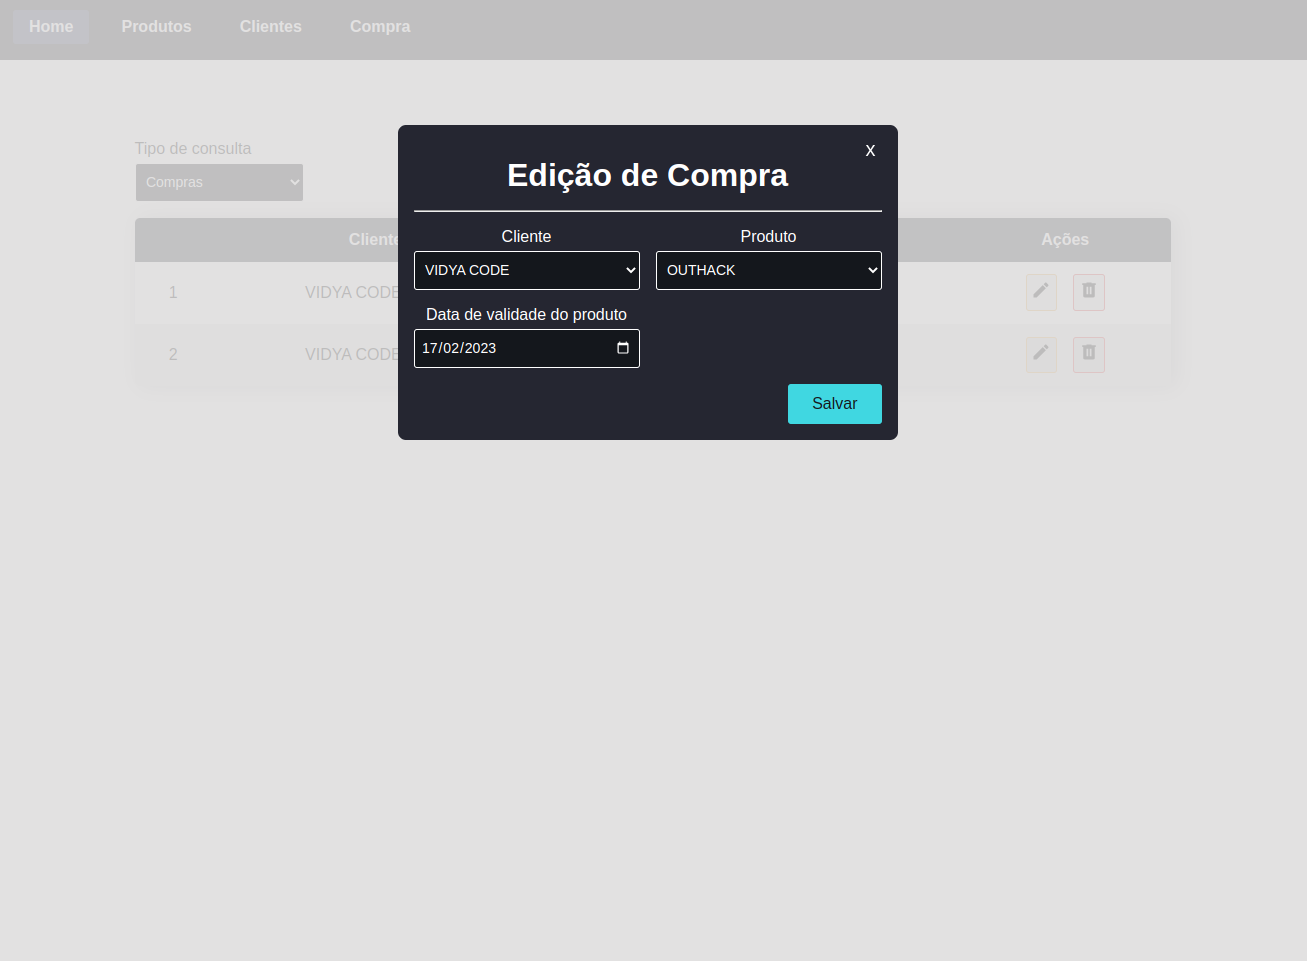 Home Produtos Clientes Compra
Tipo de consulta
Compras
Cliente Ações
1 VIDYA CODE
2 VIDYA CODE
X
Edição de Compra
Cliente Produto
VIDYA CODE OUTHACK
Data de validade do produto
17/02/2023
Salvar